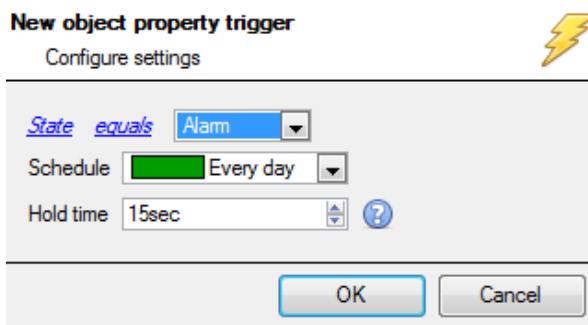 New object property trigger
Configure settings
State equals Alarm
Schedule Every day
Hold time 15sec ?
OK Cancel